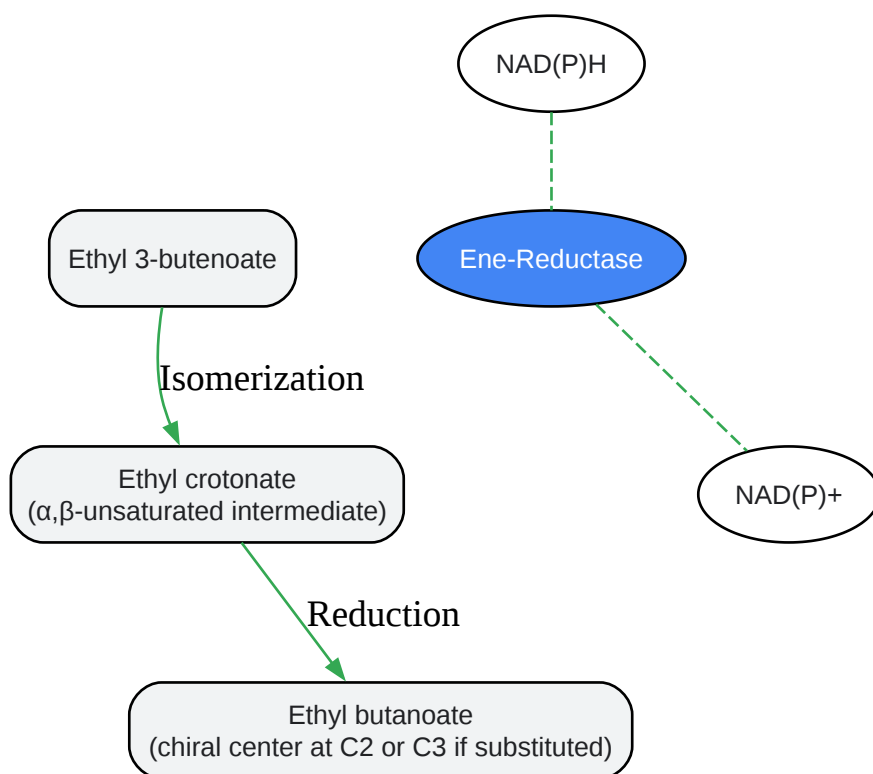 NAD(P)H
Ethyl 3-butenoate
Ene-Reductase
Isomerization
Ethyl crotonate
(α,β-unsaturated intermediate)
NAD(P)+
Reduction
Ethyl butanoate
(chiral center at C2 or C3 if substituted)